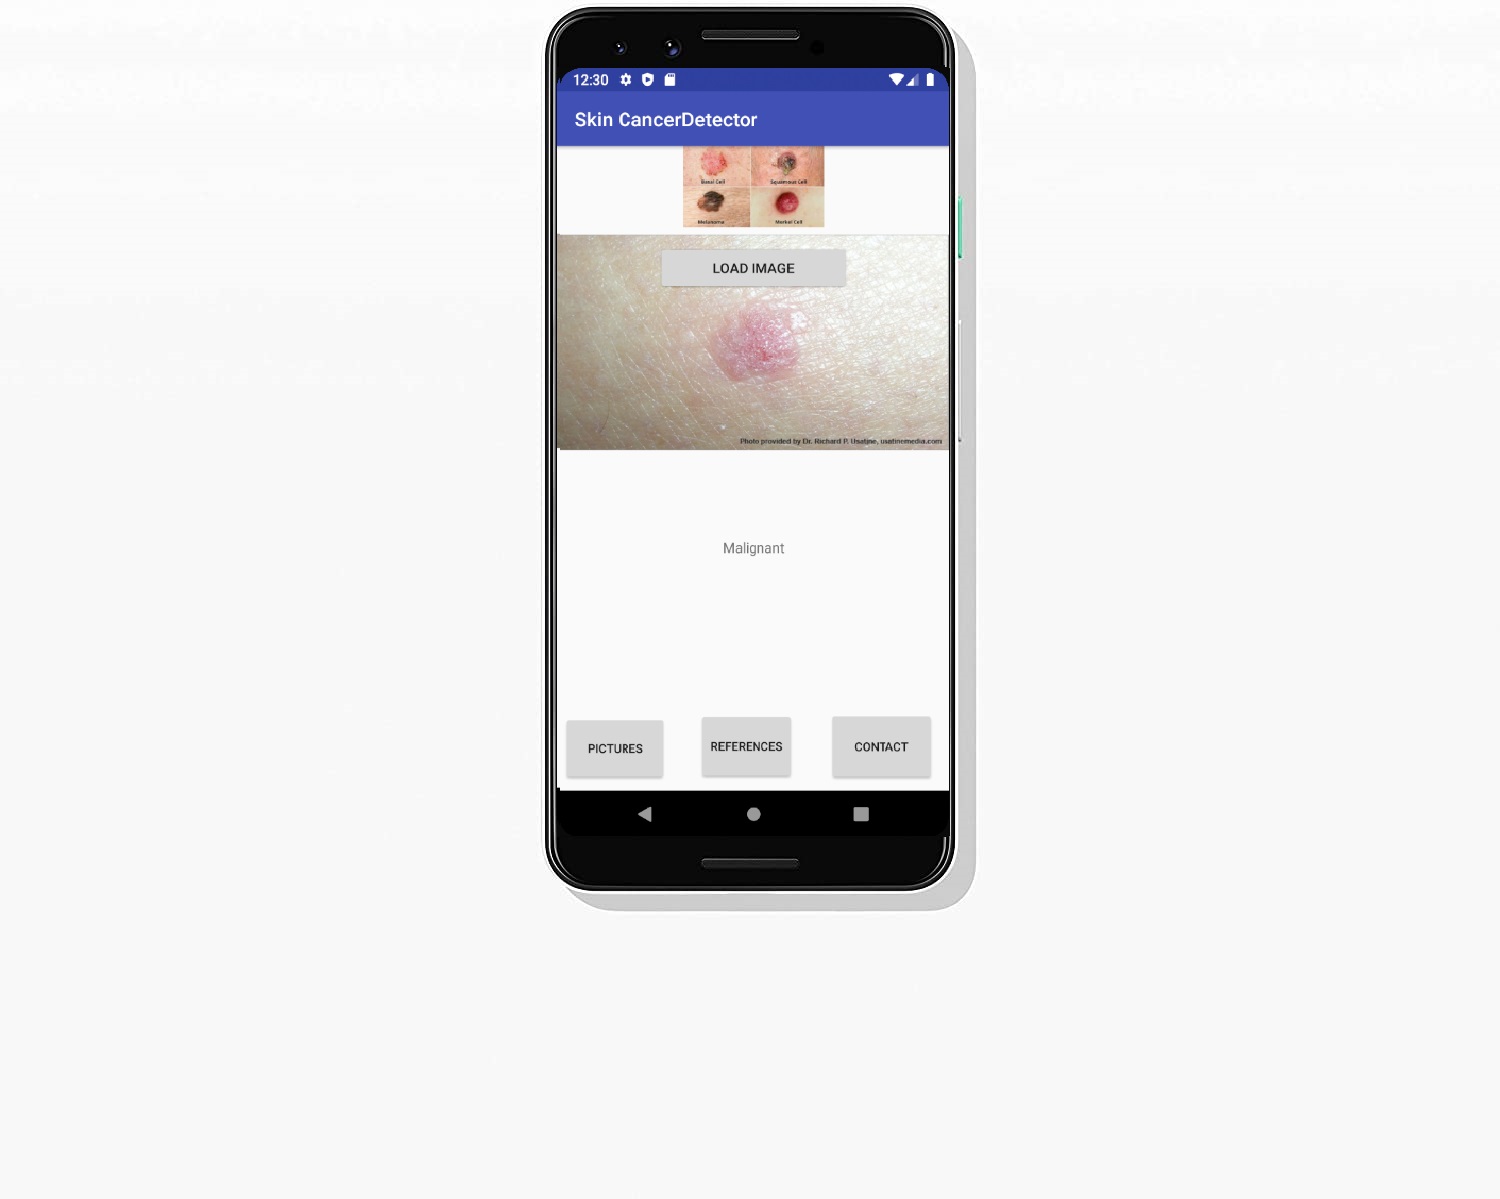 12:30
Skin CancerDetector
Basal Cell
Squamous Cell
Melanoma
Merkel Cell
LOAD IMAGE
Photo provided by Dr. Richard P. Usatine, usatinemedia.com
Malignant
PICTURES
REFERENCES
CONTACT